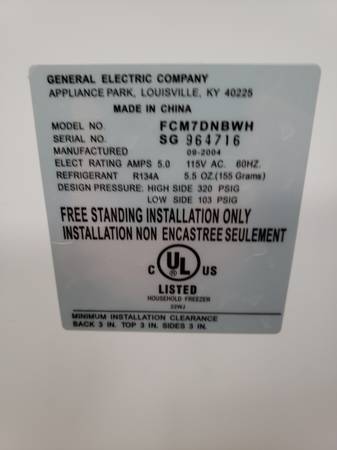 GENERAL ELECTRIC COMPANY
APPLIANCE PARK, LOUISVILLE, KY 40225
MADE IN CHINA
MODEL NO. FCM7DNBWH
SERIAL NO. SG 964716
MANUFACTURED 09-2004
ELECT RATING AMPS 5.0 115V AC. 60HZ.
REFRIGERANT R134A 5.5 OZ.(155 Grams)
DESIGN PRESSURE: HIGH SIDE 320 PSIG
LOW SIDE 103 PSIG
FREE STANDING INSTALLATION ONLY
INSTALLATION NON ENCASTREE SEULEMENT
C UL US
®
LISTED
HOUSEHOLD FREEZER
22WJ
MINIMUM INSTALLATION CLEARANCE
BACK 3 IN. TOP 3 IN. SIDES 3 IN.